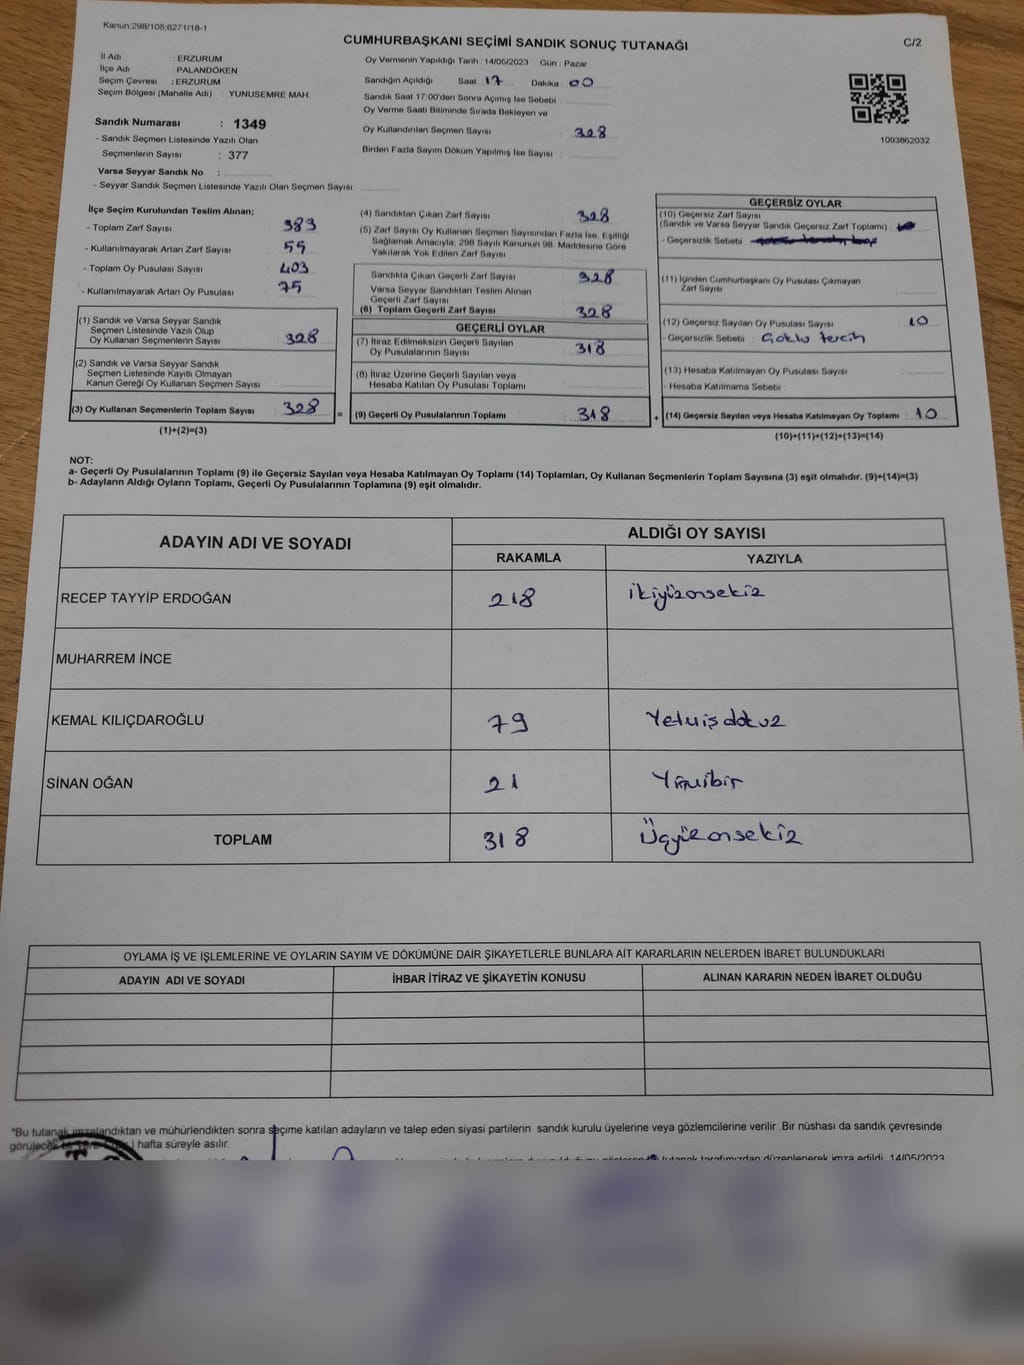 Kanun;298/105;6271/18-1
C/2
CUMHURBAŞKANI SEÇİMİ SANDIK SONUÇ TUTANAĞI
İl Adı : ERZURUM
İlçe Adı : PALANDÖKEN
Seçim Çevresi : ERZURUM
Seçim Bölgesi (Mahalle Adı) : YUNUSEMRE MAH.
Sandık Numarası : 1349
- Sandık Seçmen Listesinde Yazılı Olan
Seçmenlerin Sayısı : 377
Varsa Seyyar Sandık No :
- Seyyar Sandık Seçmen Listesinde Yazılı Olan Seçmen Sayısı:
Oy Vermenin Yapıldığı Tarih : 14/05/2023 Gün : Pazar
Sandığın Açıldığı Saat : 17 Dakika : 00
Sandık Saat 17:00'den Sonra Açımış İse Sebebi :
Oy Verme Saati Bitiminde Sırada Bekleyen ve
Oy Kullandırılan Seçmen Sayısı : 328
Birden Fazla Sayım Döküm Yapılmış İse Sayısı :
1093862032
İlçe Seçim Kurulundan Teslim Alınan;
- Toplam Zarf Sayısı : 383
- Kullanılmayarak Artan Zarf Sayısı : 55
- Toplam Oy Pusulası Sayısı : 403
- Kullanılmayarak Artan Oy Pusulası : 75
(1) Sandık ve Varsa Seyyar Sandık
Seçmen Listesinde Yazılı Olup
Oy Kullanan Seçmenlerin Sayısı : 328
(2) Sandık ve Varsa Seyyar Sandık
Seçmen Listesinde Kayıtlı Olmayan
Kanun Gereği Oy Kullanan Seçmen Sayısı :
(3) Oy Kullanan Seçmenlerin Toplam Sayısı : 328 =
(1)+(2)=(3)
(4) Sandıktan Çıkan Zarf Sayısı : 328
(5) Zarf Sayısı Oy Kullanan Seçmen Sayısından Fazla İse, Eşitliği
Sağlamak Amacıyla, 298 Sayılı Kanunun 98. Maddesine Göre
Yakılarak Yok Edilen Zarf Sayısı :
Sandıkta Çıkan Geçerli Zarf Sayısı : 328
Varsa Seyyar Sandıktan Teslim Alınan
Geçerli Zarf Sayısı :
(6) Toplam Geçerli Zarf Sayısı : 328
GEÇERLİ OYLAR
(7) İtiraz Edilmeksizin Geçerli Sayılan
Oy Pusulalarının Sayısı : 318
(8) İtiraz Üzerine Geçerli Sayılan veya
Hesaba Katılan Oy Pusulası Toplamı :
(9) Geçerli Oy Pusulalarının Toplamı : 318 +
GEÇERSİZ OYLAR
(10) Geçersiz Zarf Sayısı
(Sandık ve Varsa Seyyar Sandık Geçersiz Zarf Toplamı) :
- Geçersizlik Sebebi :
(11) İçinden Cumhurbaşkanı Oy Pusulası Çıkmayan
Zarf Sayısı :
(12) Geçersiz Sayılan Oy Pusulası Sayısı : 10
- Geçersizlik Sebebi : Çoklu tercih
(13) Hesaba Katılmayan Oy Pusulası Sayısı :
- Hesaba Katılmama Sebebi :
(14) Geçersiz Sayılan veya Hesaba Katılmayan Oy Toplamı : 10
(10)+(11)+(12)+(13)=(14)
NOT:
a- Geçerli Oy Pusulalarının Toplamı (9) ile Geçersiz Sayılan veya Hesaba Katılmayan Oy Toplamı (14) Toplamları, Oy Kullanan Seçmenlerin Toplam Sayısına (3) eşit olmalıdır. (9)+(14)=(3)
b- Adayların Aldığı Oyların Toplamı, Geçerli Oy Pusulalarının Toplamına (9) eşit olmalıdır.
ADAYIN ADI VE SOYADI
ALDIĞI OY SAYISI
RAKAMLA YAZIYLA
RECEP TAYYİP ERDOĞAN 218 ikiyüzonsekiz
MUHARREM İNCE
KEMAL KILIÇDAROĞLU 79 Yetmişdokuz
SİNAN OĞAN 21 Yirmibir
TOPLAM 318 Üçyüzonsekiz
OYLAMA İŞ VE İŞLEMLERİNE VE OYLARIN SAYIM VE DÖKÜMÜNE DAİR ŞİKAYETLERLE BUNLARA AİT KARARLARIN NELERDEN İBARET BULUNDUKLARI
ADAYIN ADI VE SOYADI İHBAR İTİRAZ VE ŞİKAYETİN KONUSU ALINAN KARARIN NEDEN İBARET OLDUĞU
"Bu tutanak imzalandıktan ve mühürlendikten sonra seçime katılan adayların ve talep eden siyasi partilerin sandık kurulu üyelerine veya gözlemcilerine verilir .Bir nüshası da sandık çevresinde
görülecek ) hafta süreyle asılır.
tutanak tarafımızdan düzenlenerek imza edildi. 14/05/2023